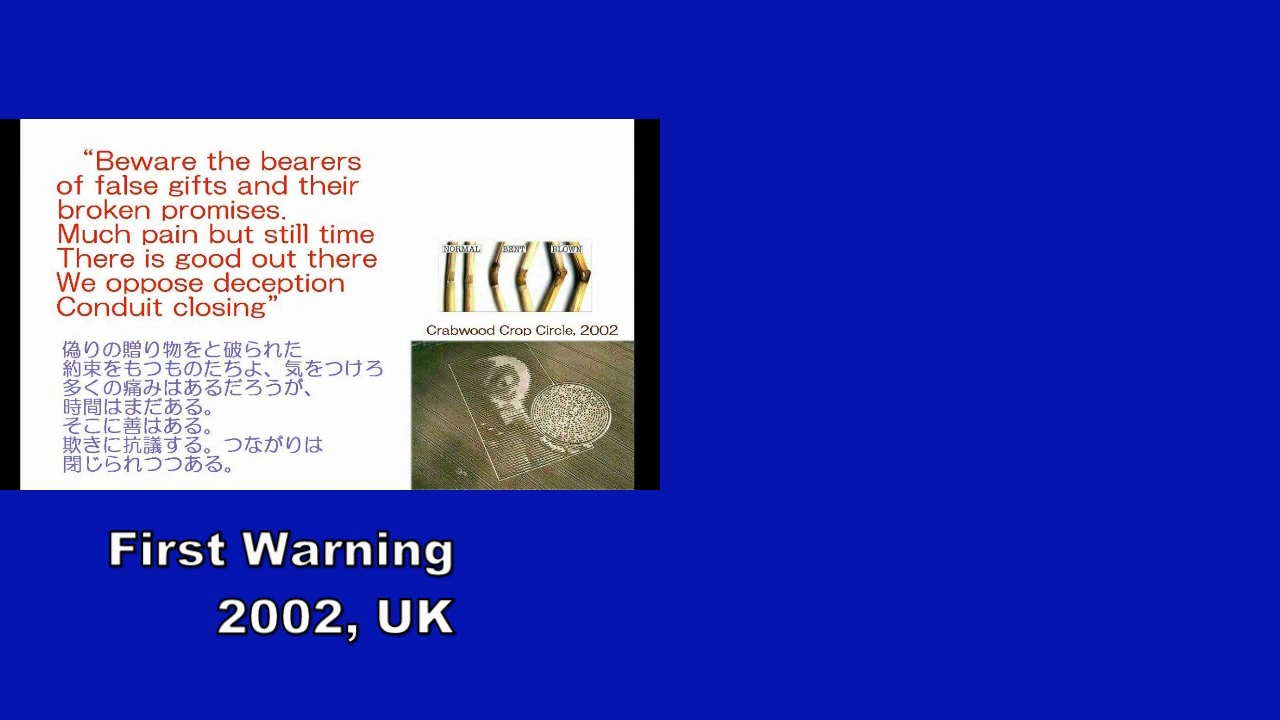 “Beware the bearers
of false gifts and their
broken promises.
Much pain but still time
There is good out there
We oppose deception
Conduit closing”
偽りの贈り物をと破られた
約束をもつものたちよ、気をつけろ
多くの痛みはあるだろうが、
時間はまだある。
そこに善はある。
欺きに抗議する。つながりは
閉じられつつある。
NORMAL BENT BLOWN
Crabwood Crop Circle, 2002
First Warning
2002, UK